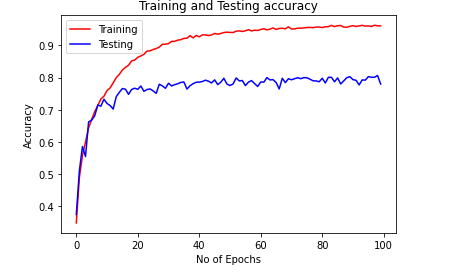 Training and Testing accuracy
Training
Testing
Accuracy
0.9
0.8
0.7
0.6
0.5
0.4
0 20 40 60 80 100
No of Epochs